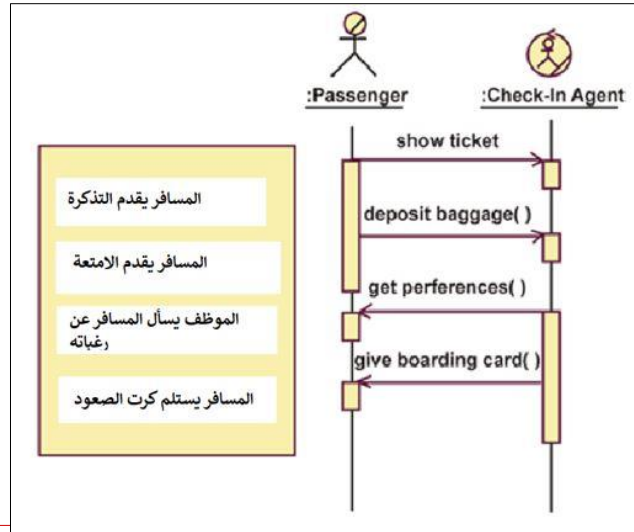 :Passenger
:Check-In Agent
show ticket
المسافر يقدم التذكرة
deposit baggage( )
المسافر يقدم الامتعة
get perferences( )
الموظف يسأل المسافر عن
رغباته
give boarding card( )
المسافر يستلم كرت الصعود